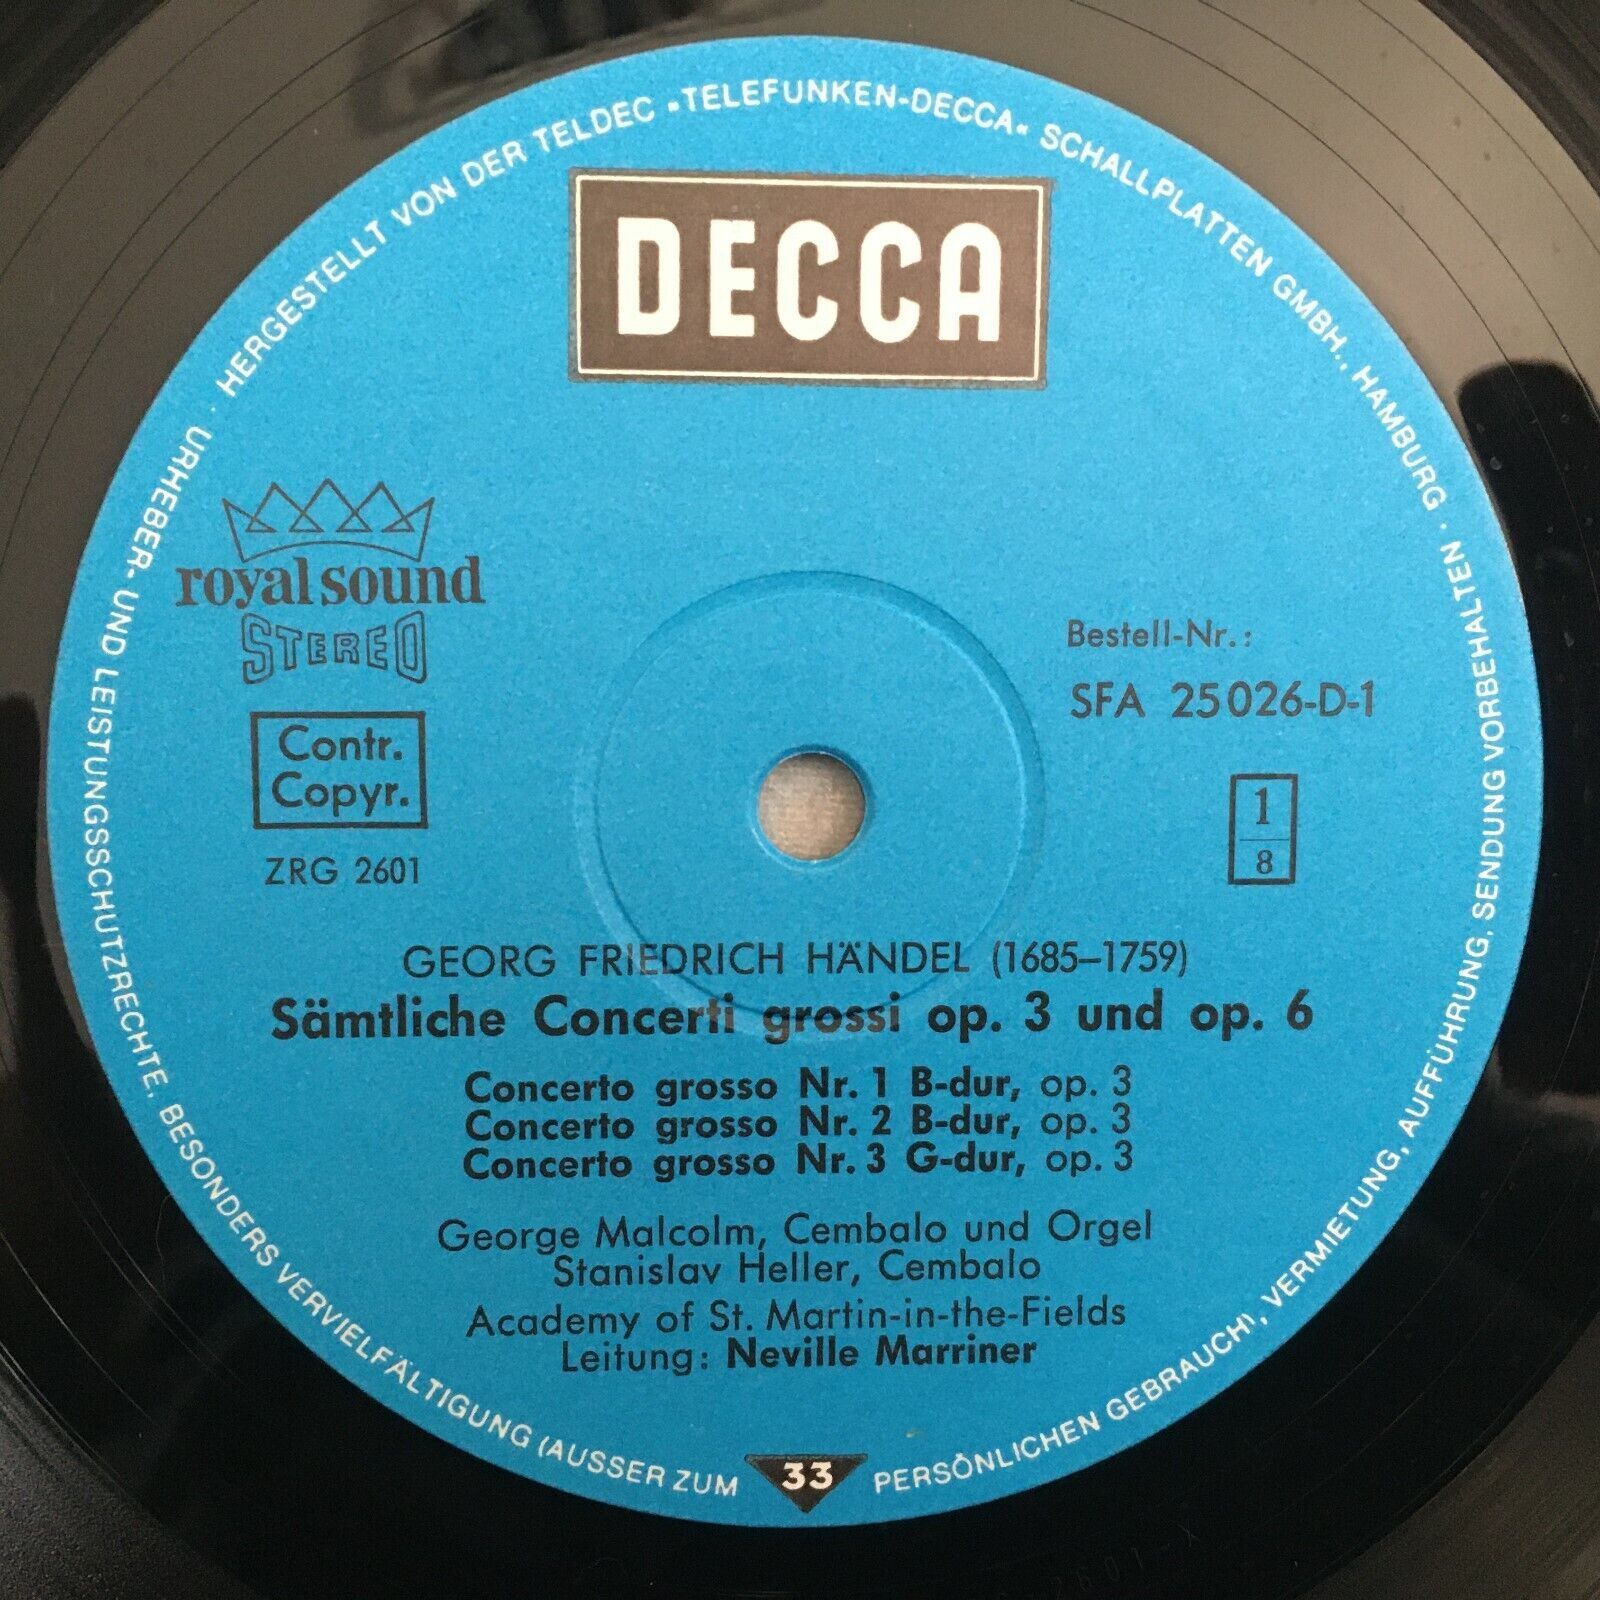 HERGESTELLT VON DER TELDEC »TELEFUNKEN-DECCA« SCHALLPLATTEN GMBH., HAMBURG · URHEBER- UND LEISTUNGSSCHUTZRECHTE, BESONDERS VERVIELFÄLTIGUNG (AUSSER ZUM PERSÖNLICHEN GEBRAUCH), VERMIETUNG, AUFFÜHRUNG, SENDUNG VORBEHALTEN
DECCA
royal sound
STEREO
Contr.
Copyr.
ZRG 2601
Bestell-Nr.:
SFA 25 026-D-1
1
8
GEORG FRIEDRICH HÄNDEL (1685–1759)
Sämtliche Concerti grossi op. 3 und op. 6
Concerto grosso Nr. 1 B-dur, op. 3
Concerto grosso Nr. 2 B-dur, op. 3
Concerto grosso Nr. 3 G-dur, op. 3
George Malcolm, Cembalo und Orgel
Stanislav Heller, Cembalo
Academy of St. Martin-in-the-Fields
Leitung: Neville Marriner
33